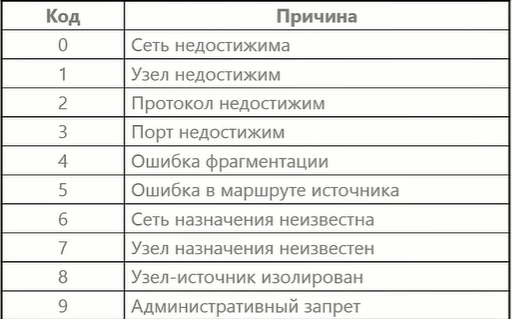 Код Причина
0 Сеть недостижима
1 Узел недостижим
2 Протокол недостижим
3 Порт недостижим
4 Ошибка фрагментации
5 Ошибка в маршруте источника
6 Сеть назначения неизвестна
7 Узел назначения неизвестен
8 Узел-источник изолирован
9 Административный запрет